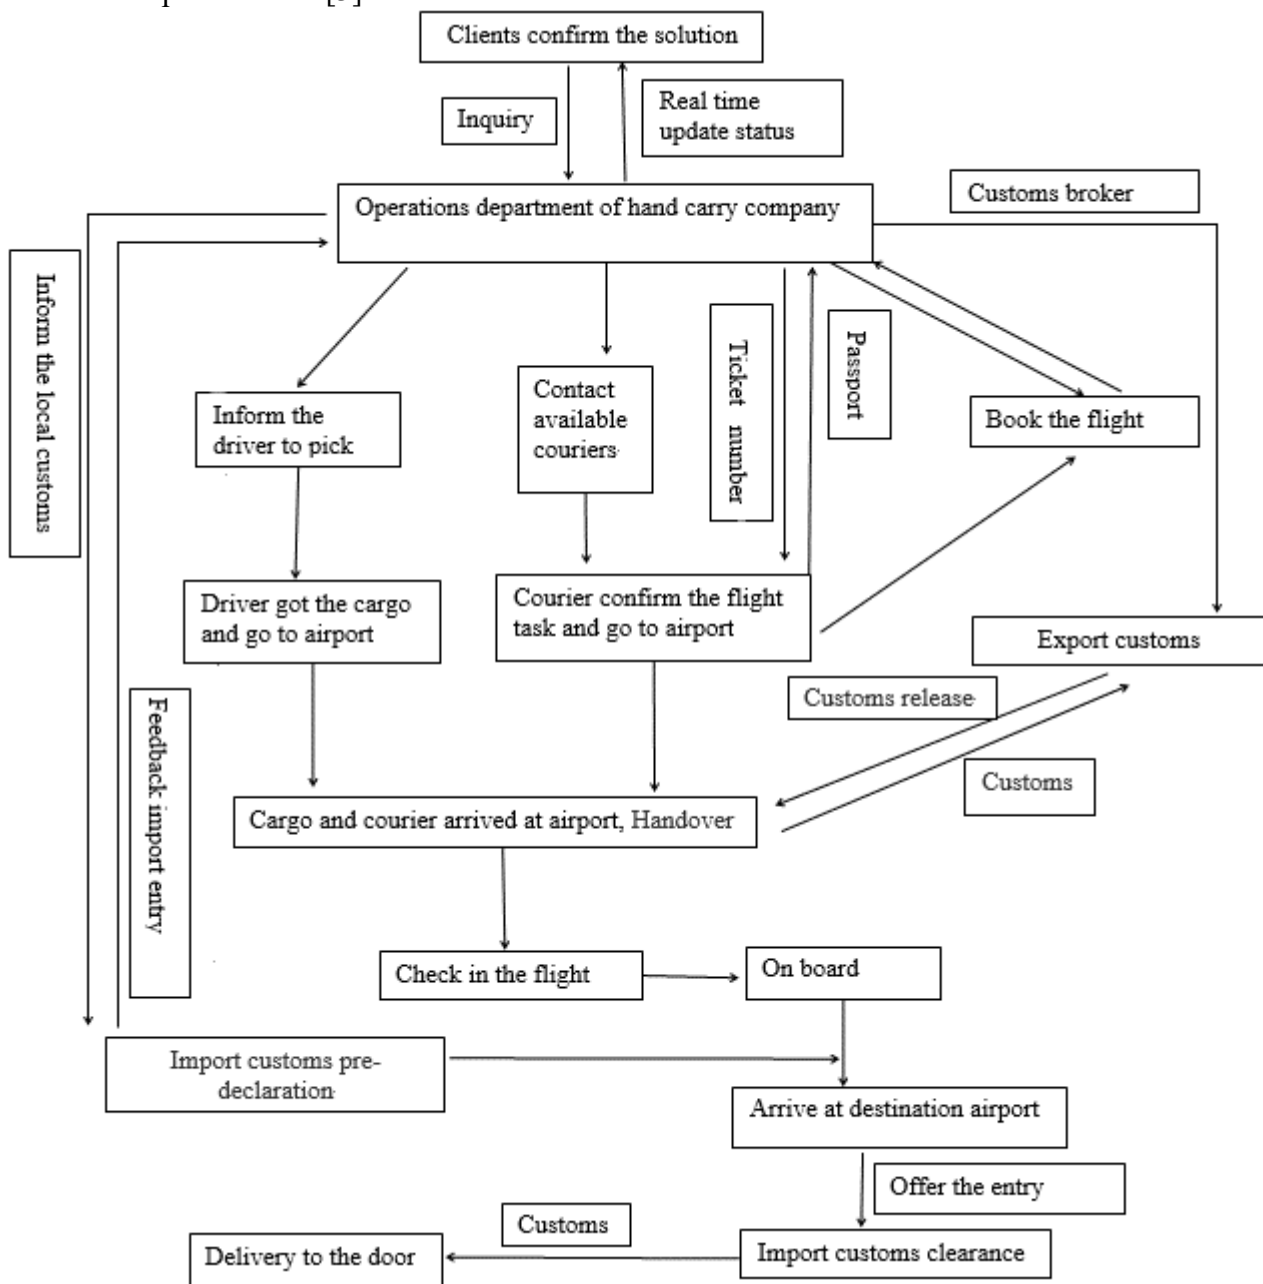 [3]
Clients confirm the solution
Inquiry
Real time
update status
Operations department of hand carry company
Customs broker
Inform the local customs
Ticket number
Passport
Inform the
driver to pick
Contact
available
couriers
Book the flight
Driver got the cargo
and go to airport
Courier confirm the flight
task and go to airport
Export customs
Customs release
Feedback import entry
Customs
Cargo and courier arrived at airport, Handover
Check in the flight
On board
Import customs pre-
declaration
Arrive at destination airport
Offer the entry
Customs
Delivery to the door
Import customs clearance